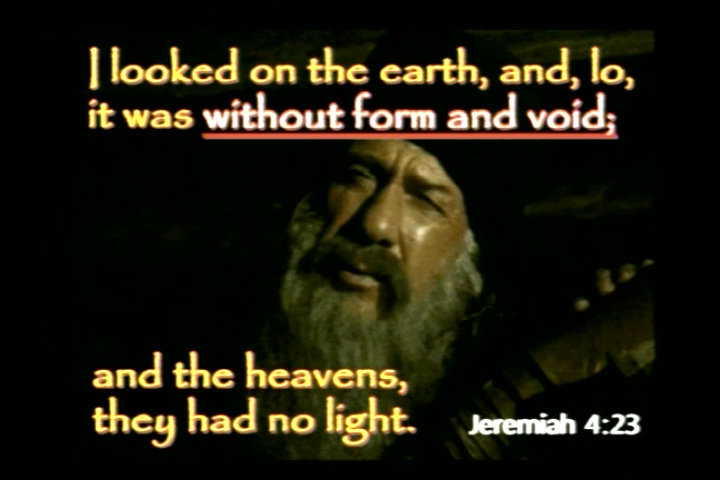 I looked on the earth, and, lo,
it was without form and void;
and the heavens,
they had no light.
Jeremiah 4:23